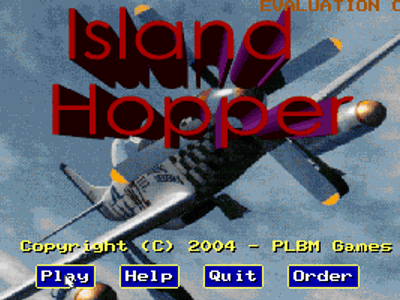 EVALUATION C
Island
Hopper
Copyright (C) 2004 - PLBM Games
Play Help Quit Order